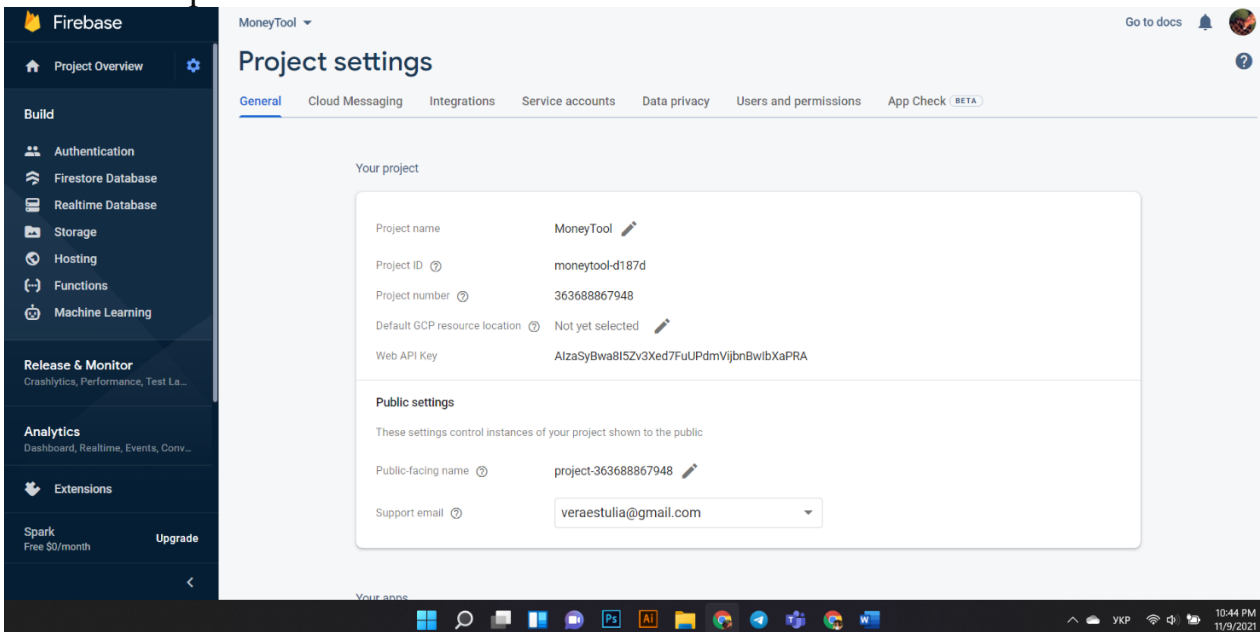 Firebase
Project Overview
Build
Authentication
Firestore Database
Realtime Database
Storage
Hosting
Functions
Machine Learning
Release & Monitor
Crashlytics, Performance, Test La...
Analytics
Dashboard, Realtime, Events, Conv...
Extensions
Spark
Free $0/month
Upgrade
MoneyTool
Go to docs
Project settings
General Cloud Messaging Integrations Service accounts Data privacy Users and permissions App Check BETA
Your project
Project name MoneyTool
Project ID moneytool-d187d
Project number 363688867948
Default GCP resource location Not yet selected
Web API Key AIzaSyBwa8I5Zv3Xed7FuUPdmVijbnBwIbXaPRA
Public settings
These settings control instances of your project shown to the public
Public-facing name project-363688867948
Support email veraestulia@gmail.com
Your apps
Ps Ai W
УКР
10:44 PM
11/9/2021